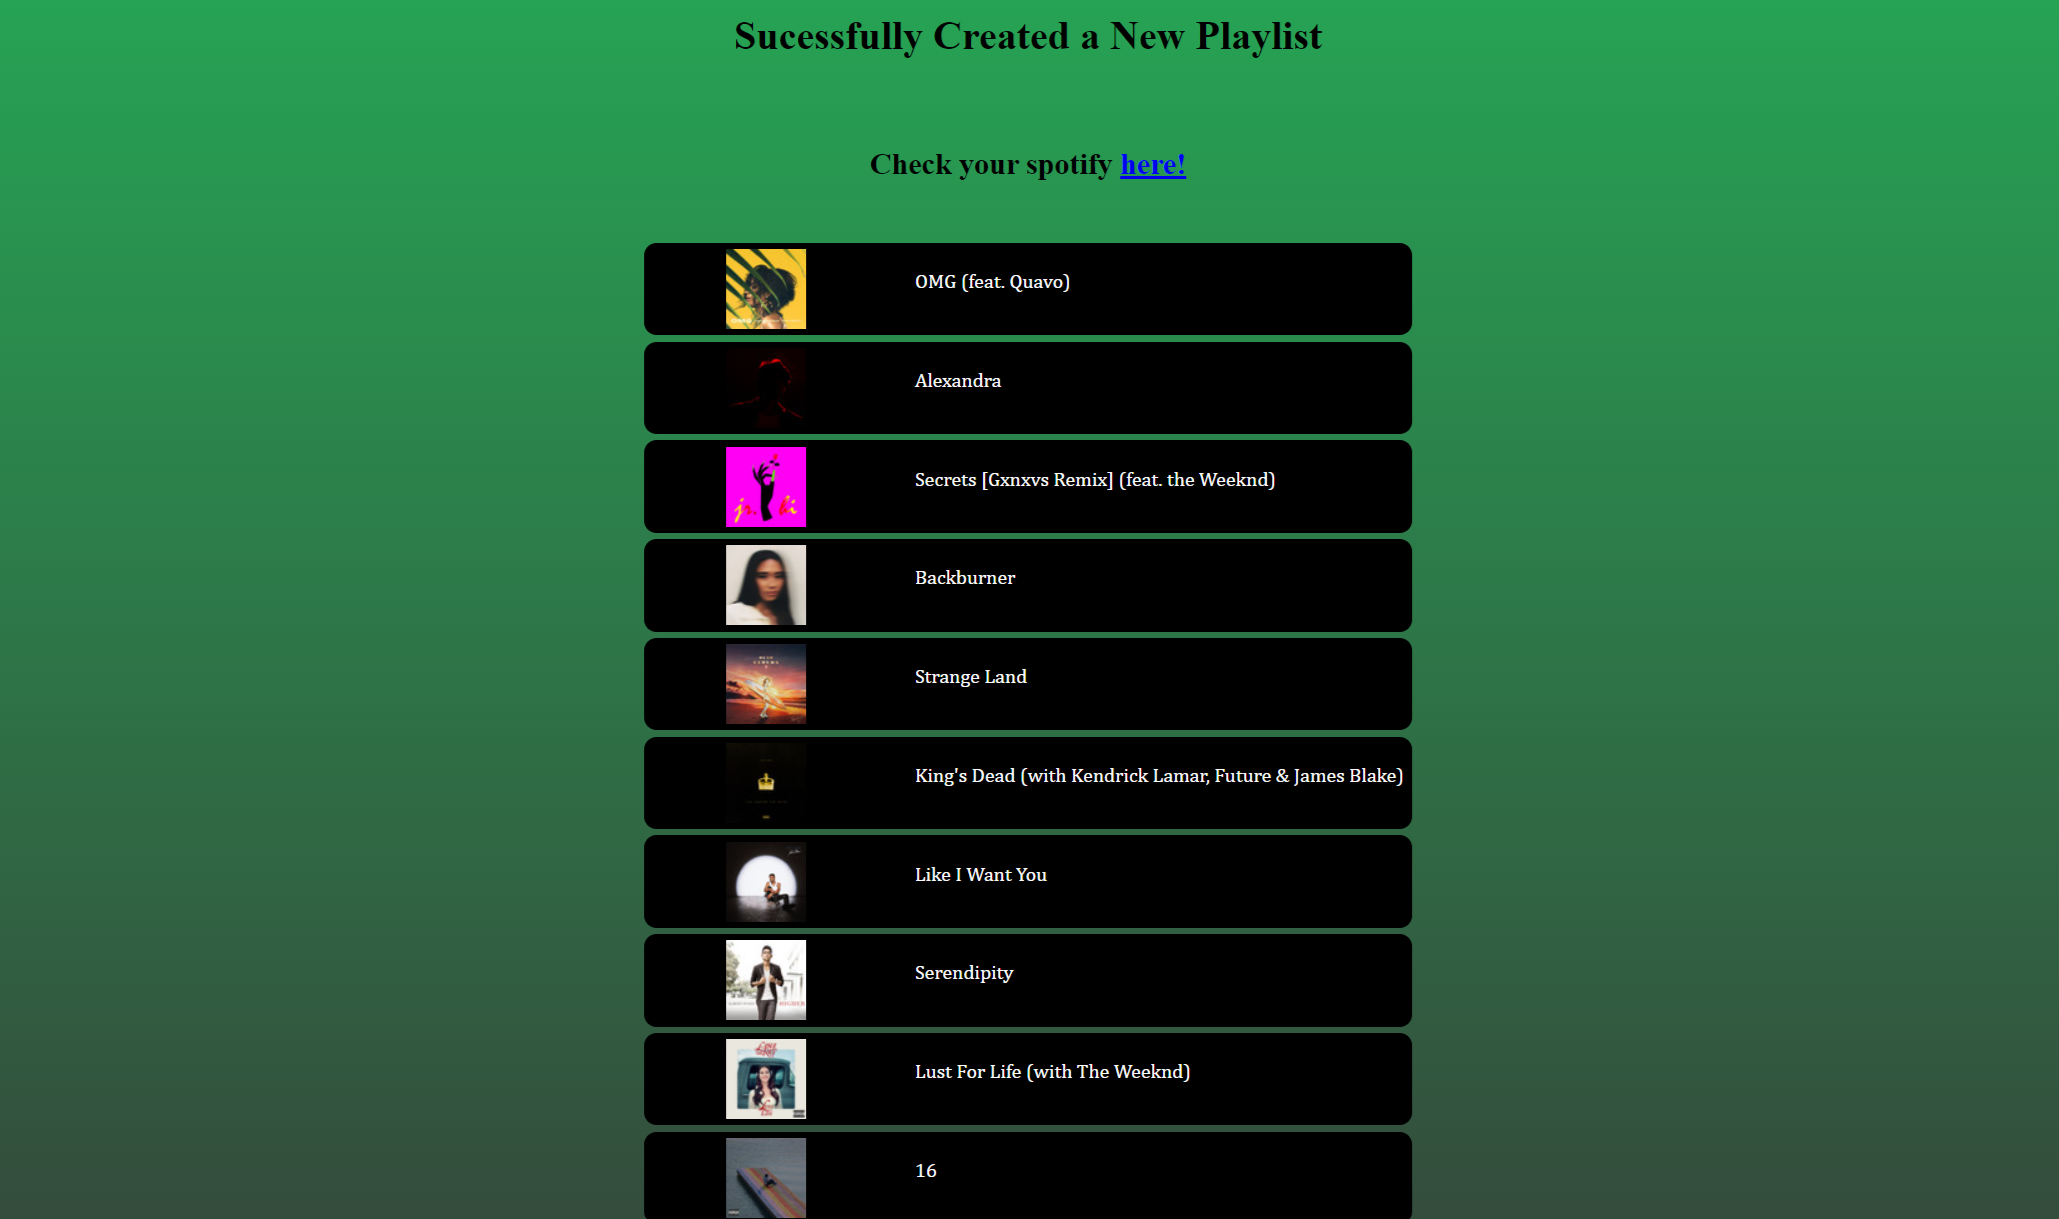 Sucessfully Created a New Playlist
Check your spotify here!
OMG (feat. Quavo)
Alexandra
Secrets [Gxnxvs Remix] (feat. the Weeknd)
jr. hi
Backburner
Strange Land
King's Dead (with Kendrick Lamar, Future & James Blake)
Like I Want You
Serendipity
Lust For Life (with The Weeknd)
16